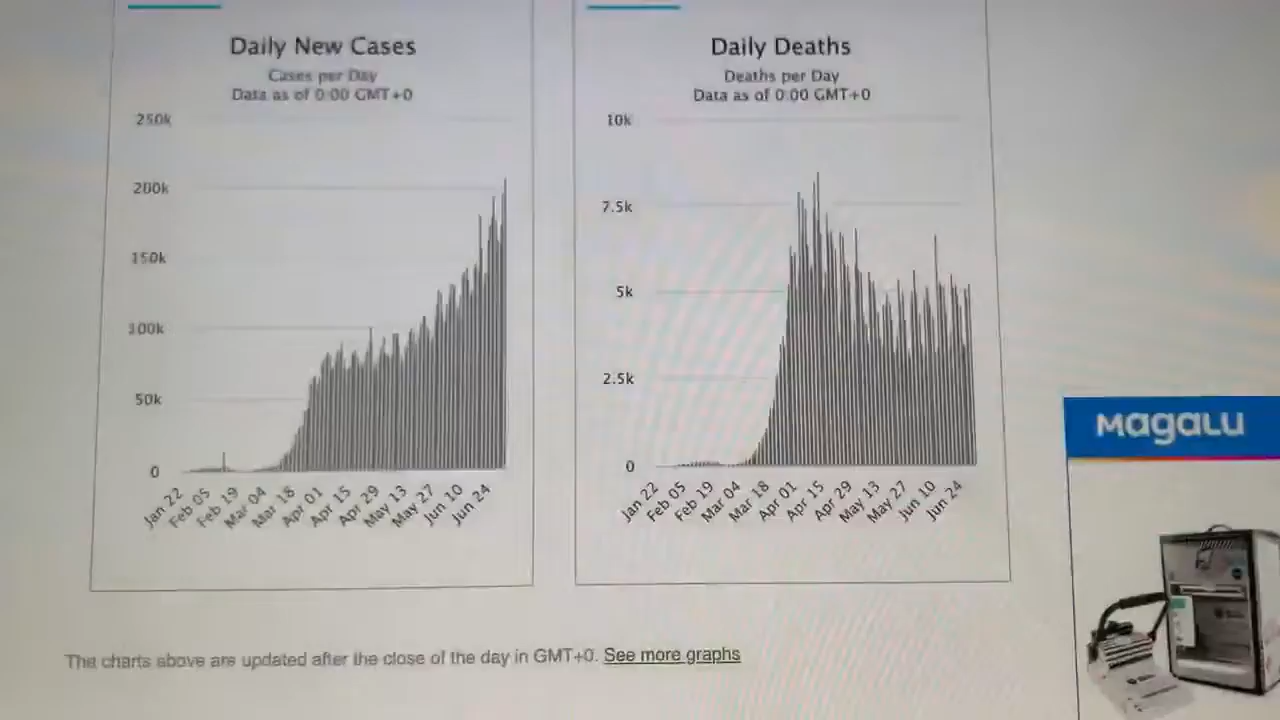 Daily New Cases
Cases per Day
Data as of 0:00 GMT+0
250k
200k
150k
100k
50k
0
Jan 22
Feb 05
Feb 19
Mar 04
Mar 18
Apr 01
Apr 15
Apr 29
May 13
May 27
Jun 10
Jun 24
Daily Deaths
Deaths per Day
Data as of 0:00 GMT+0
10k
7.5k
5k
2.5k
0
Jan 22
Feb 05
Feb 19
Mar 04
Mar 18
Apr 01
Apr 15
Apr 29
May 13
May 27
Jun 10
Jun 24
The charts above are updated after the close of the day in GMT+0. See more graphs
Magalu